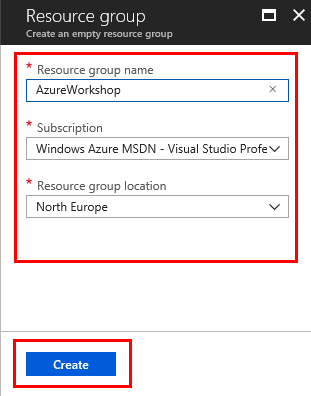 Resource group
Create an empty resource group
* Resource group name
AzureWorkshop
* Subscription
Windows Azure MSDN - Visual Studio Profe
* Resource group location
North Europe
Create